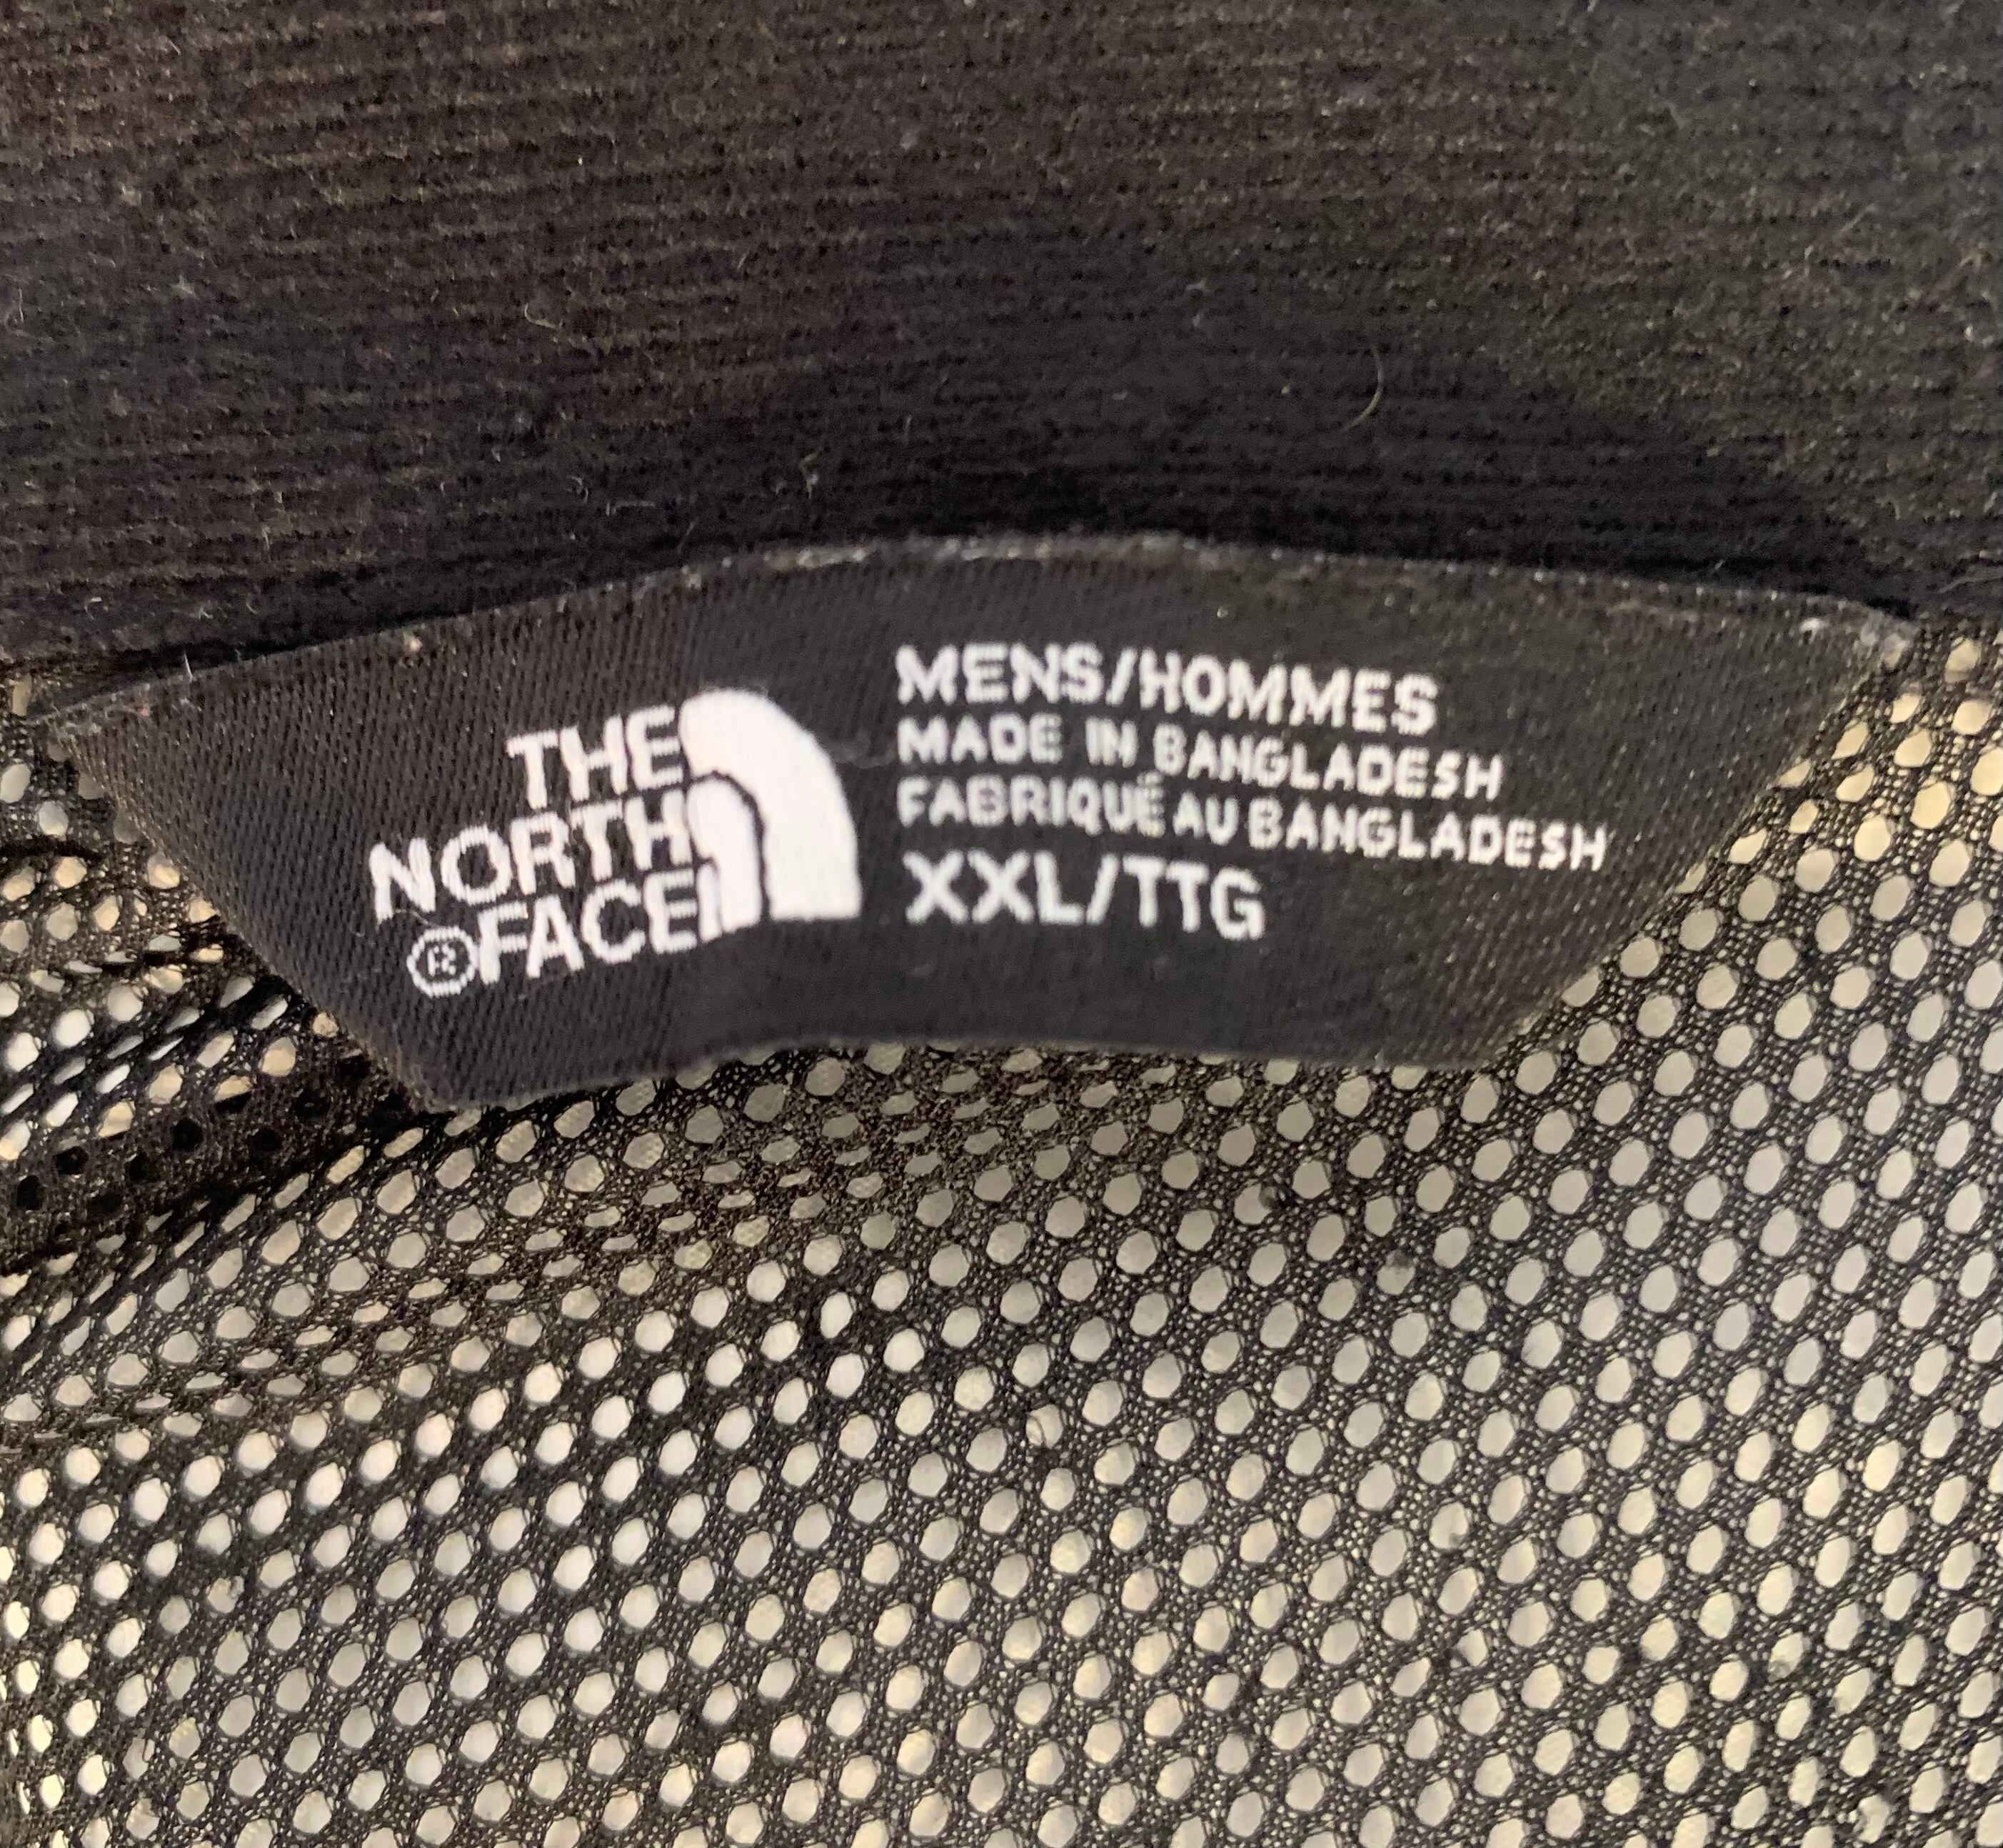 THE
NORTH
®FACE
MENS/HOMMES
MADE IN BANGLADESH
FABRIQUÉ AU BANGLADESH
XXL/TTG